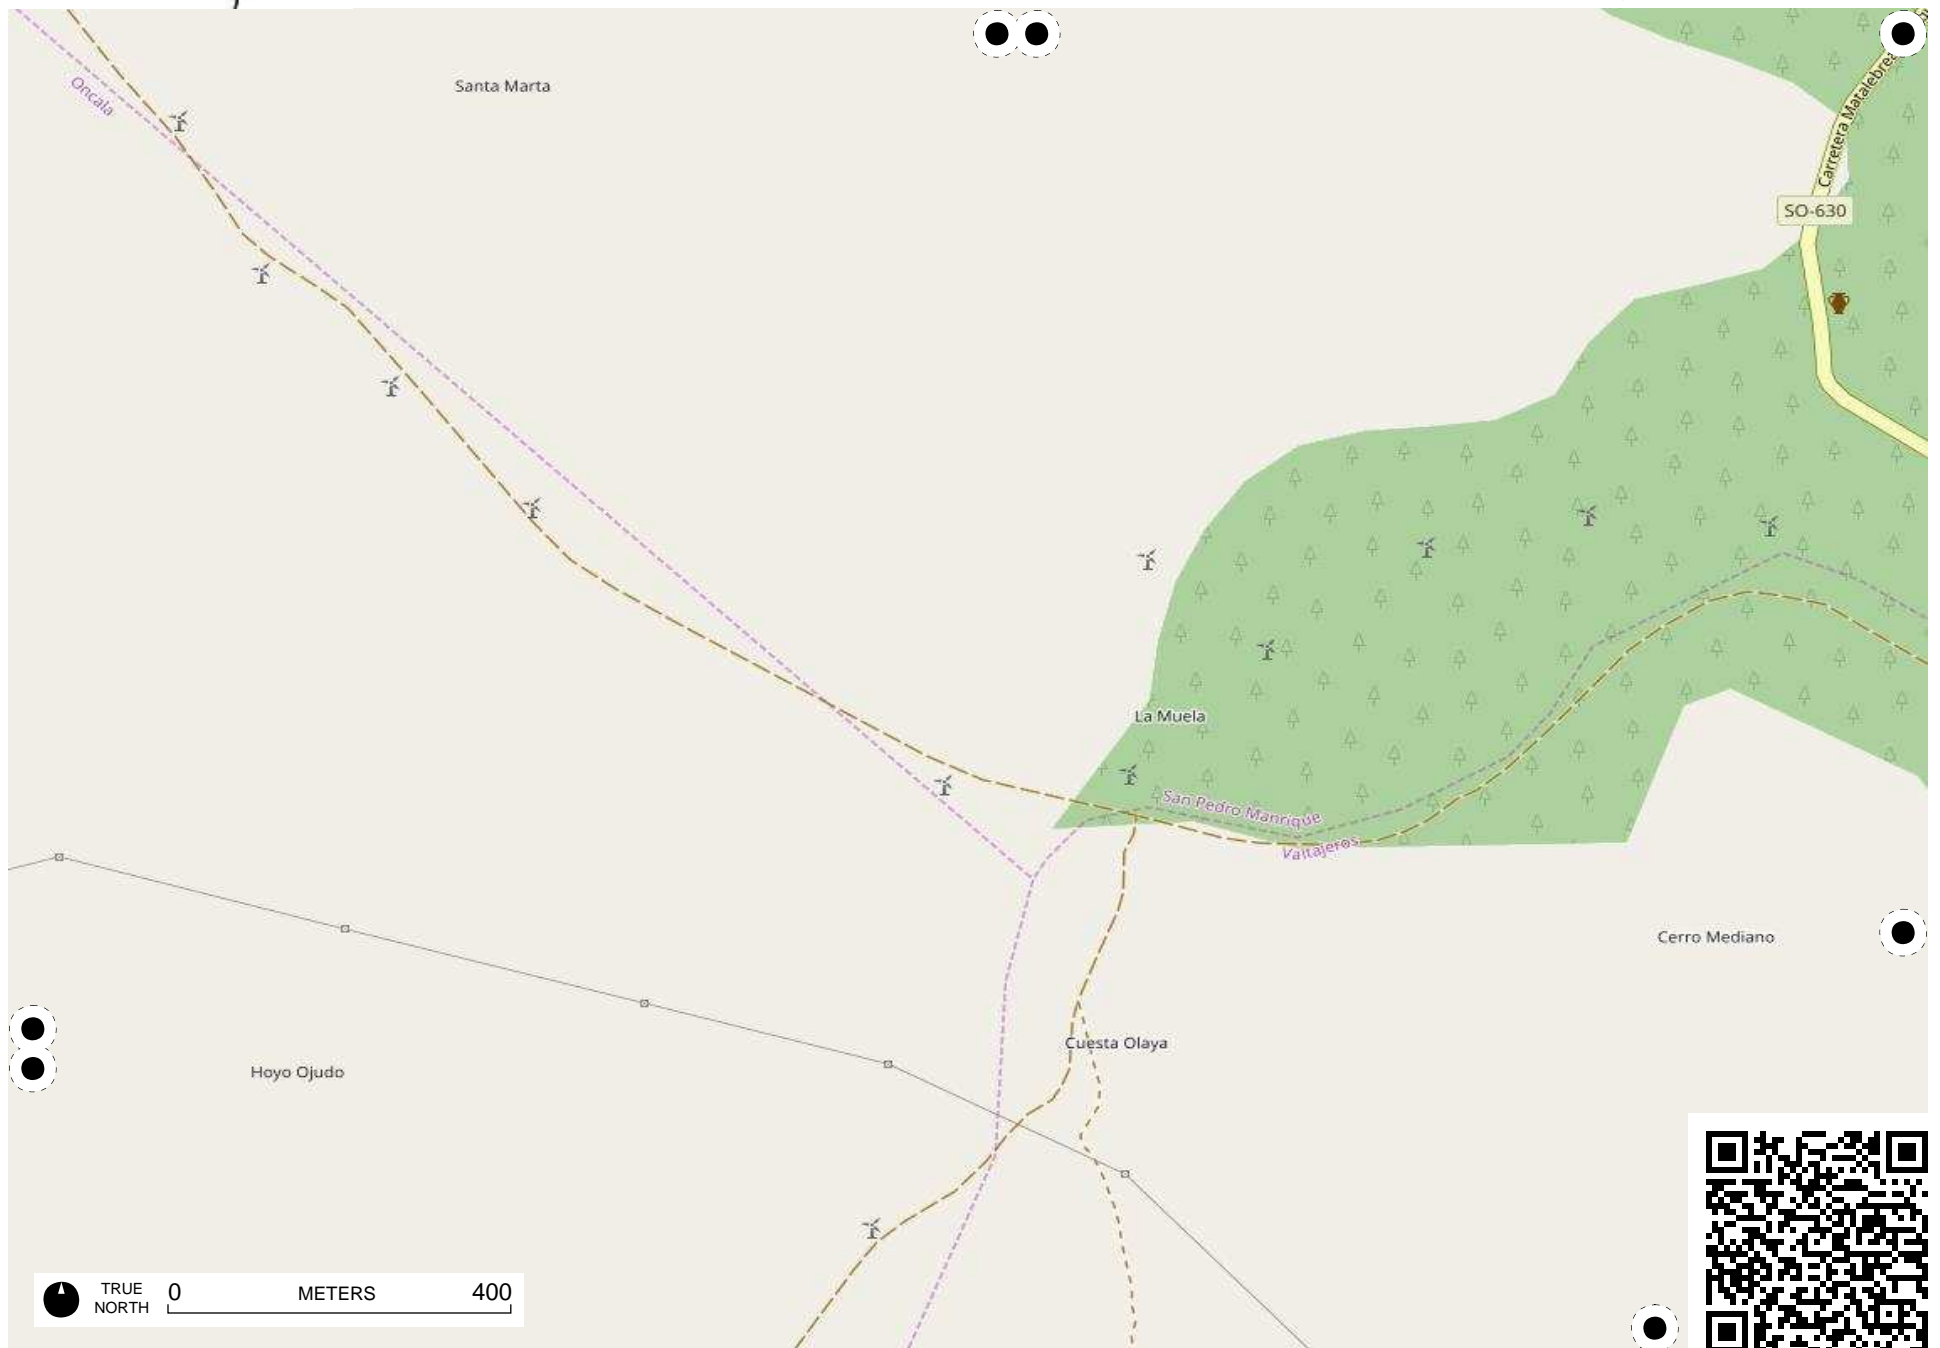 Oncala
Santa Marta
Carretera Matalebrea
SO-630
La Muela
San Pedro Manrique
Valtajeros
Cerro Mediano
Cuesta Olaya
Hoyo Ojudo
TRUE
NORTH
0 METERS 400